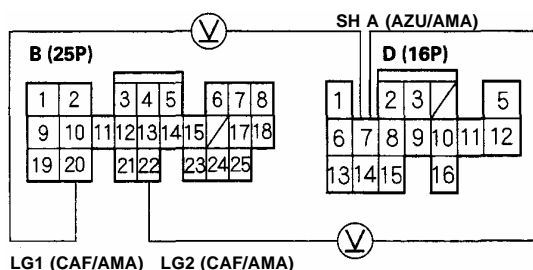 SH A (AZU/AMA)
V
B (25P)
D (16P)
1 2 3 4 5 6 7 8
9 10 11 12 13 14 15 17 18
19 20 21 22 23 24 25
1 2 3 5
6 7 8 9 10 11 12
13 14 15 16
V
LG1 (CAF/AMA) LG2 (CAF/AMA)